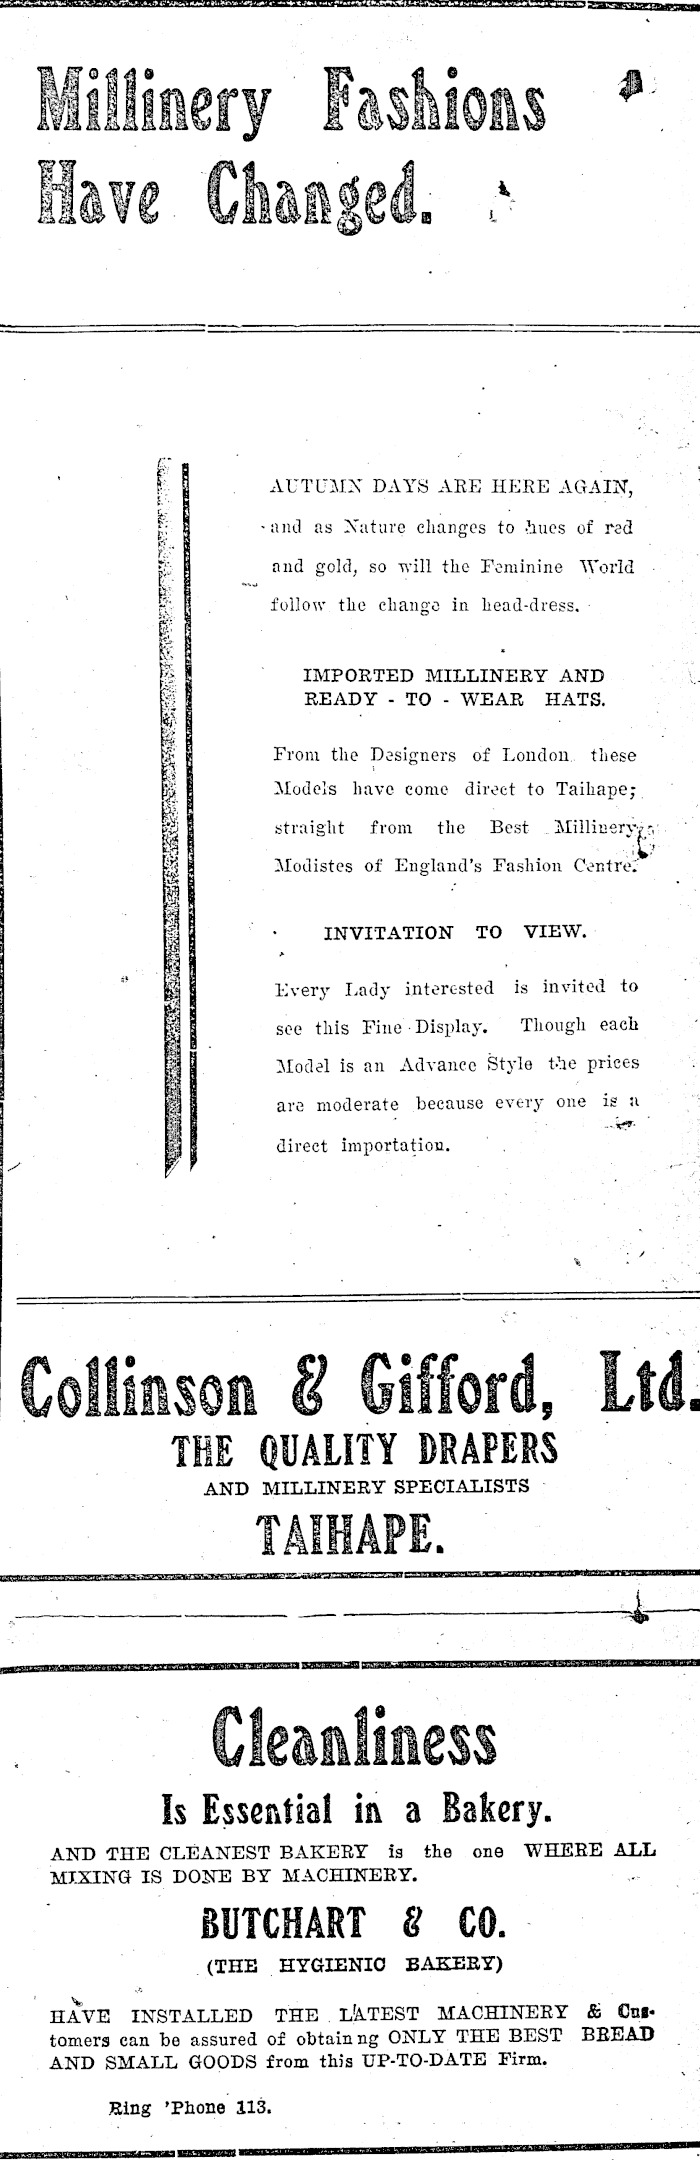 Millinery Fashions
Have Changed.
AUTUMN DAYS ARE HERE AGAIN,
and as Nature changes to hues of red
and gold, so will the Feminine World
follow the change in head-dress.
IMPORTED MILLINERY AND
READY - TO - WEAR HATS.
From the Designers of London these
Models have come direct to Taihape;
straight from the Best Millinery
Modistes of England's Fashion Centre.
INVITATION TO VIEW.
Every Lady interested is invited to
see this Fine Display. Though each
Model is an Advance Style the prices
are moderate because every one is a
direct importation.
Collinson & Gifford, Ltd.
THE QUALITY DRAPERS
AND MILLINERY SPECIALISTS
TAIHAPE.
Cleanliness
Is Essential in a Bakery.
AND THE CLEANEST BAKERY is the one WHERE ALL
MIXING IS DONE BY MACHINERY.
BUTCHART & CO.
(THE HYGIENIC BAKERY)
HAVE INSTALLED THE LATEST MACHINERY & Cus-
tomers can be assured of obtain ng ONLY THE BEST BREAD
AND SMALL GOODS from this UP-TO-DATE Firm.
Ring 'Phone 113.